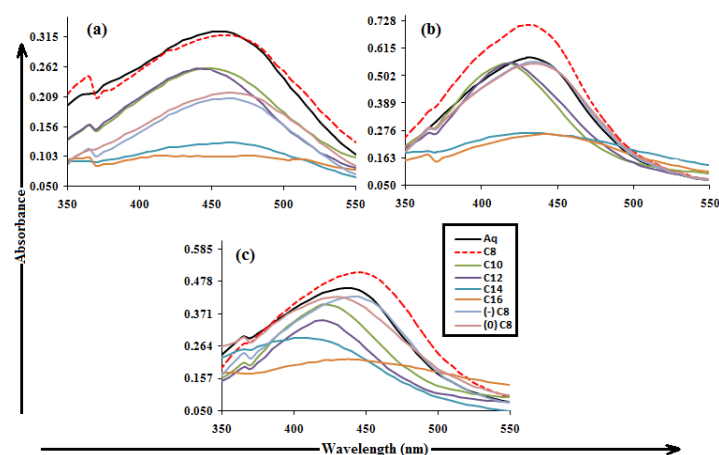 (a)
0.315
0.262
0.209
0.156
0.103
0.050
350 400 450 500 550
(b)
0.728
0.615
0.502
0.389
0.276
0.163
0.050
350 400 450 500 550
Absorbance
(c)
0.585
0.478
0.371
0.264
0.157
0.050
350 400 450 500 550
Aq
C8
C10
C12
C14
C16
(-) C8
(0) C8
Wavelength (nm)